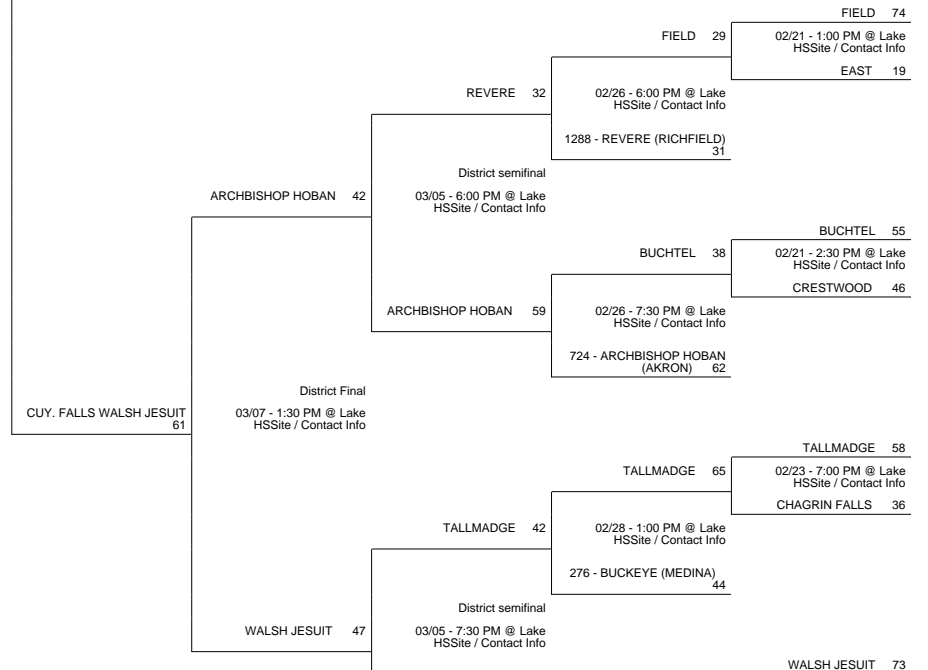 FIELD 74
FIELD 29
02/21 - 1:00 PM @ Lake
HSSite / Contact Info
EAST 19
REVERE 32
02/26 - 6:00 PM @ Lake
HSSite / Contact Info
1288 - REVERE (RICHFIELD)
31
District semifinal
ARCHBISHOP HOBAN 42
03/05 - 6:00 PM @ Lake
HSSite / Contact Info
BUCHTEL 55
BUCHTEL 38
02/21 - 2:30 PM @ Lake
HSSite / Contact Info
CRESTWOOD 46
ARCHBISHOP HOBAN 59
02/26 - 7:30 PM @ Lake
HSSite / Contact Info
724 - ARCHBISHOP HOBAN
(AKRON) 62
District Final
CUY. FALLS WALSH JESUIT
61
03/07 - 1:30 PM @ Lake
HSSite / Contact Info
TALLMADGE 58
TALLMADGE 65
02/23 - 7:00 PM @ Lake
HSSite / Contact Info
CHAGRIN FALLS 36
TALLMADGE 42
02/28 - 1:00 PM @ Lake
HSSite / Contact Info
276 - BUCKEYE (MEDINA)
44
District semifinal
WALSH JESUIT 47
03/05 - 7:30 PM @ Lake
HSSite / Contact Info
WALSH JESUIT 73